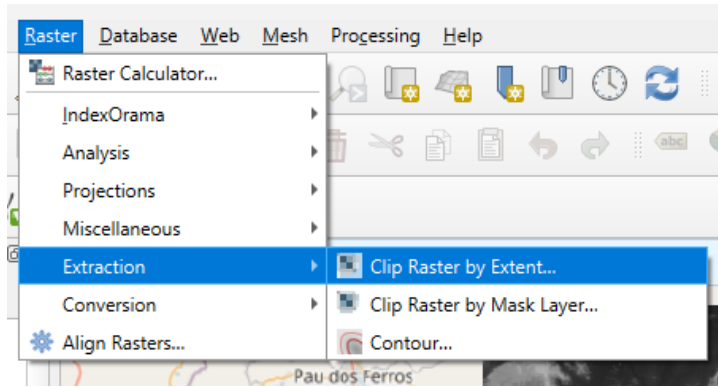 Raster Database Web Mesh Processing Help
Raster Calculator...
IndexOrama
abc
Analysis
Projections
Miscellaneous
Extraction
Clip Raster by Extent...
Conversion
Clip Raster by Mask Layer...
Align Rasters...
Contour...
Pau dos Ferros